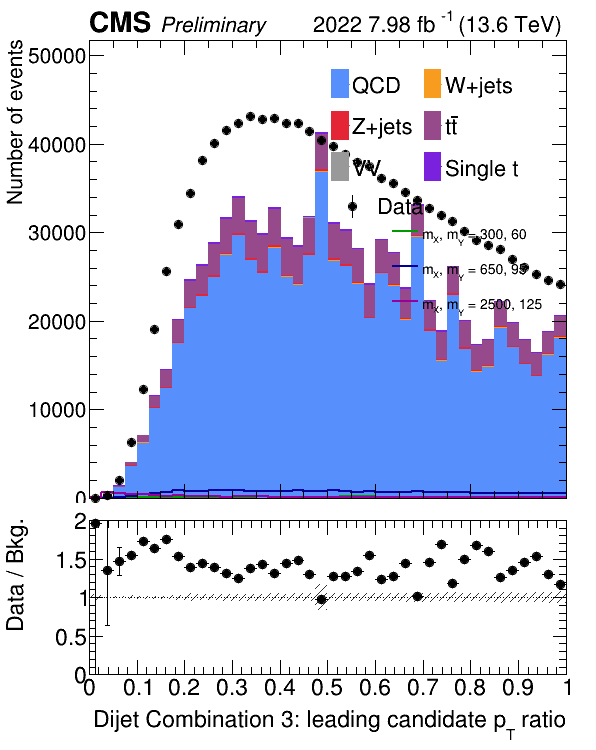 CMS Preliminary 2022 7.98 fb⁻¹ (13.6 TeV)
Number of events
50000
40000
30000
20000
10000
0
QCD W+jets
Z+jets tt̄
VV Single t
Data
m_X, m_Y = 300, 60
m_X, m_Y = 650, 95
m_X, m_Y = 2500, 125
Data / Bkg.
2
1.5
1
0.5
0
0 0.1 0.2 0.3 0.4 0.5 0.6 0.7 0.8 0.9 1
Dijet Combination 3: leading candidate p_T ratio